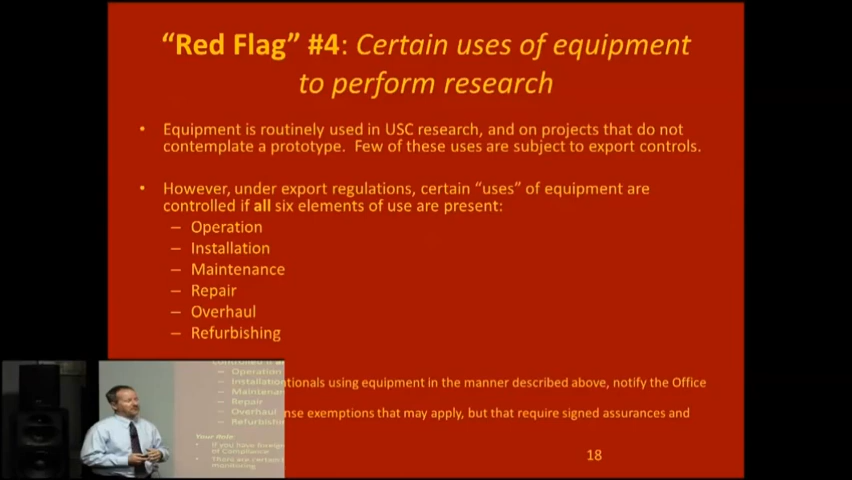 “Red Flag” #4: Certain uses of equipment
to perform research
• Equipment is routinely used in USC research, and on projects that do not
contemplate a prototype. Few of these uses are subject to export controls.
• However, under export regulations, certain “uses” of equipment are
controlled if all six elements of use are present:
– Operation
– Installation
– Maintenance
– Repair
– Overhaul
– Refurbishing
tionals using equipment in the manner described above, notify the Office
nse exemptions that may apply, but that require signed assurances and
18
– Operation
– Installation
– Maintenan
– Repair
– Overhaul
– Refurbishin
Your Role
• If you have foreign
of Compliance
• There are certain
monitoring